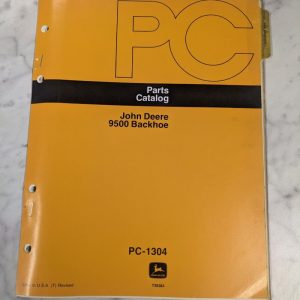 PC
Parts
Catalog
John Deere
9500 Backhoe
PC-1304